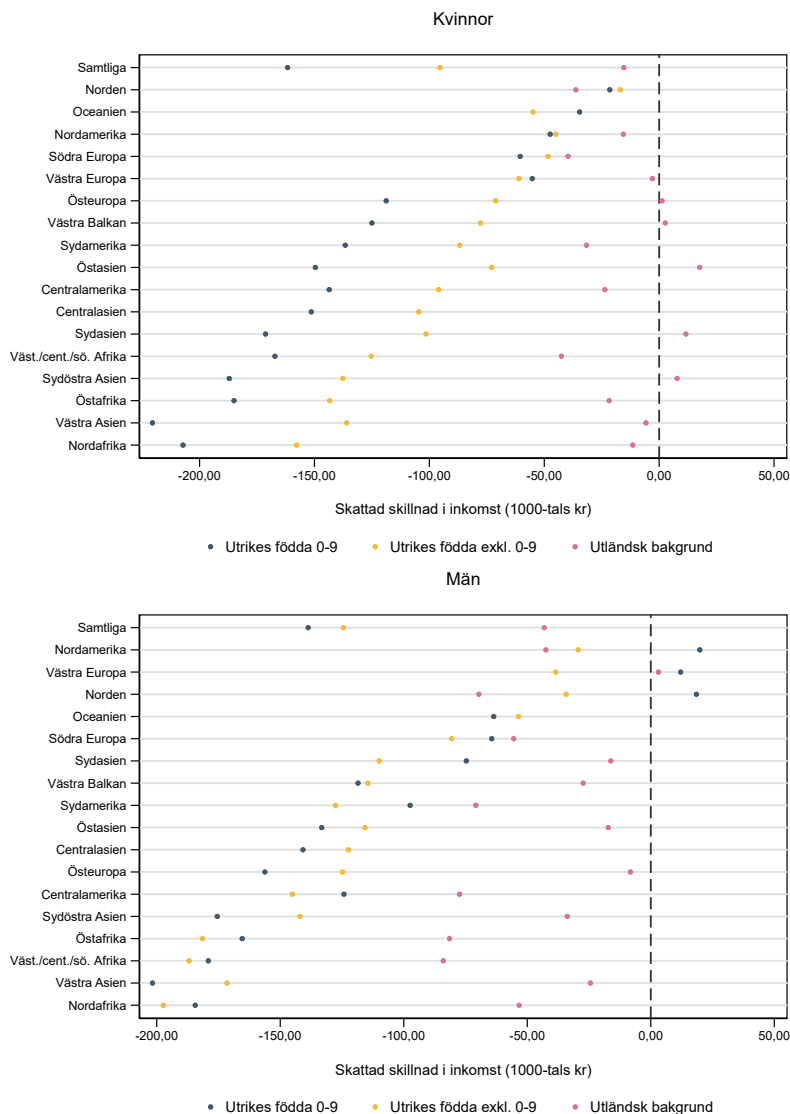 Kvinnor
Samtliga
Norden
Oceanien
Nordamerika
Södra Europa
Västra Europa
Östeuropa
Västra Balkan
Sydamerika
Östasien
Centralamerika
Centralasien
Sydasien
Väst./cent./sö. Afrika
Sydöstra Asien
Östafrika
Västra Asien
Nordafrika
-200,00 -150,00 -100,00 -50,00 0,00 50,00
Skattad skillnad i inkomst (1000-tals kr)
Utrikes födda 0-9 Utrikes födda exkl. 0-9 Utländsk bakgrund
Män
Samtliga
Nordamerika
Västra Europa
Norden
Oceanien
Södra Europa
Sydasien
Västra Balkan
Sydamerika
Östasien
Centralasien
Östeuropa
Centralamerika
Sydöstra Asien
Östafrika
Väst./cent./sö. Afrika
Västra Asien
Nordafrika
-200,00 -150,00 -100,00 -50,00 0,00 50,00
Skattad skillnad i inkomst (1000-tals kr)
Utrikes födda 0-9 Utrikes födda exkl. 0-9 Utländsk bakgrund